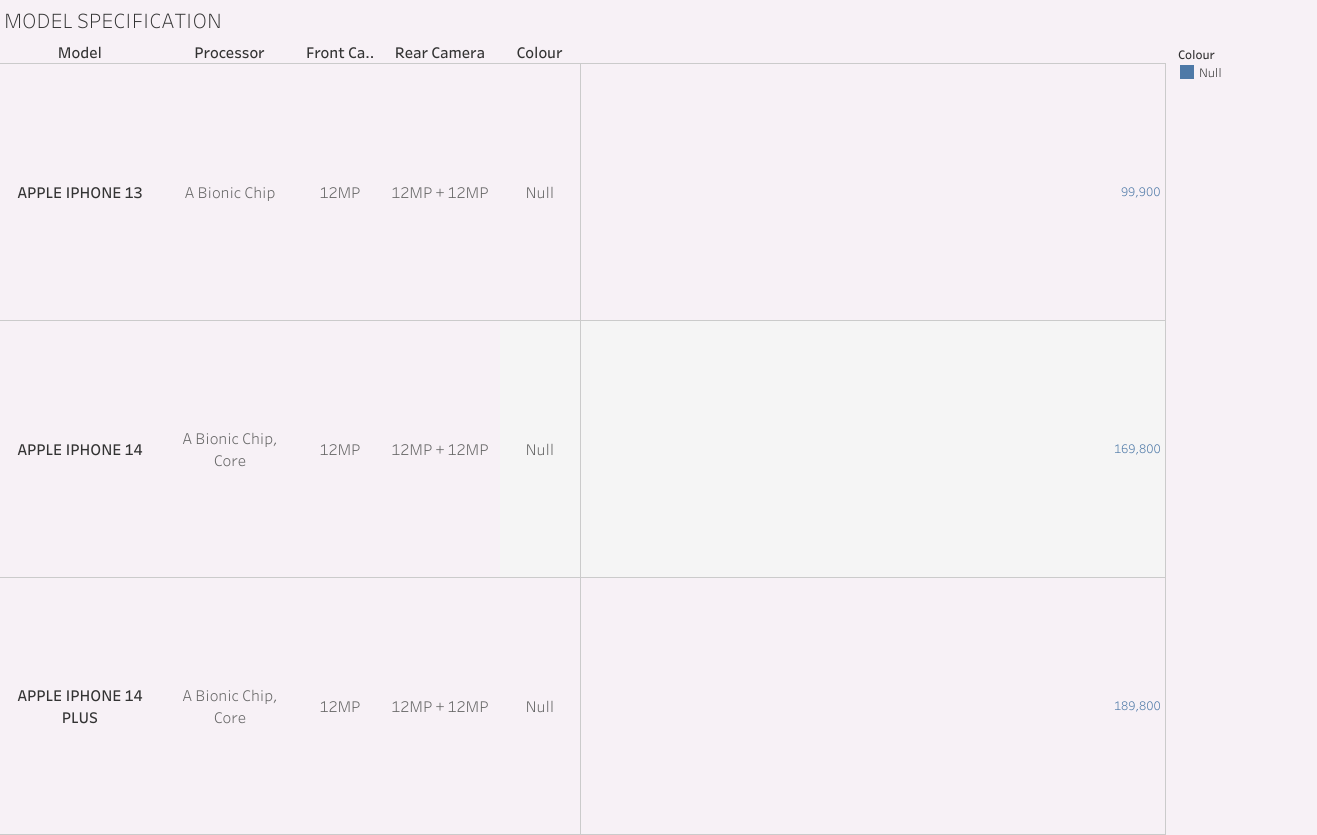 MODEL SPECIFICATION
Model Processor Front Ca.. Rear Camera Colour
Colour
Null
APPLE IPHONE 13 A Bionic Chip 12MP 12MP + 12MP Null 99,900
APPLE IPHONE 14 A Bionic Chip,
Core 12MP 12MP + 12MP Null 169,800
APPLE IPHONE 14
PLUS A Bionic Chip,
Core 12MP 12MP + 12MP Null 189,800